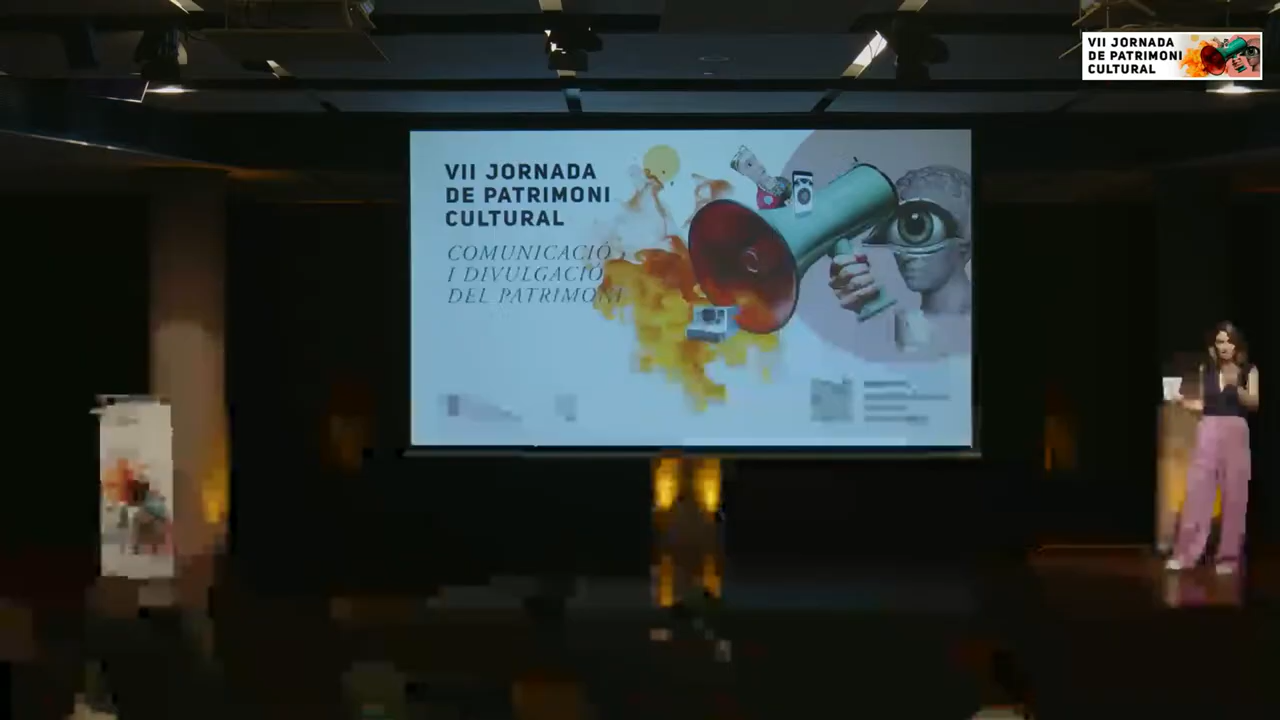 VII JORNADA
DE PATRIMONI
CULTURAL
VII JORNADA
DE PATRIMONI
CULTURAL
COMUNICACIÓ
I DIVULGACIÓ
DEL PATRIMONI